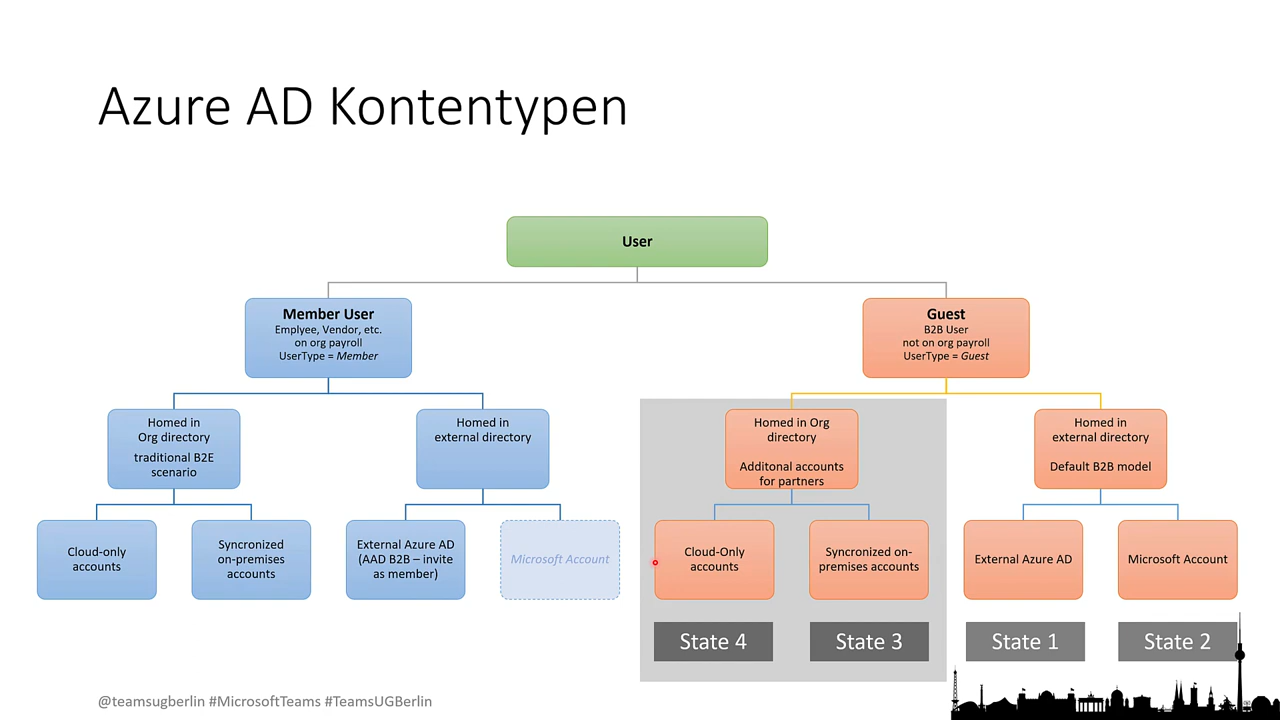 Azure AD Kontentypen
User
Member User
Emplyee, Vendor, etc.
on org payroll
UserType = Member
Guest
B2B User
not on org payroll
UserType = Guest
Homed in
Org directory
traditional B2E
scenario
Homed in
external directory
Homed in Org
directory
Additonal accounts
for partners
Homed in
external directory
Default B2B model
Cloud-only
accounts
Syncronized
on-premises
accounts
External Azure AD
(AAD B2B – invite
as member)
Microsoft Account
Cloud-Only
accounts
Syncronized on-
premises accounts
External Azure AD
Microsoft Account
State 4
State 3
State 1
State 2
@teamsugberlin #MicrosoftTeams #TeamsUGBerlin